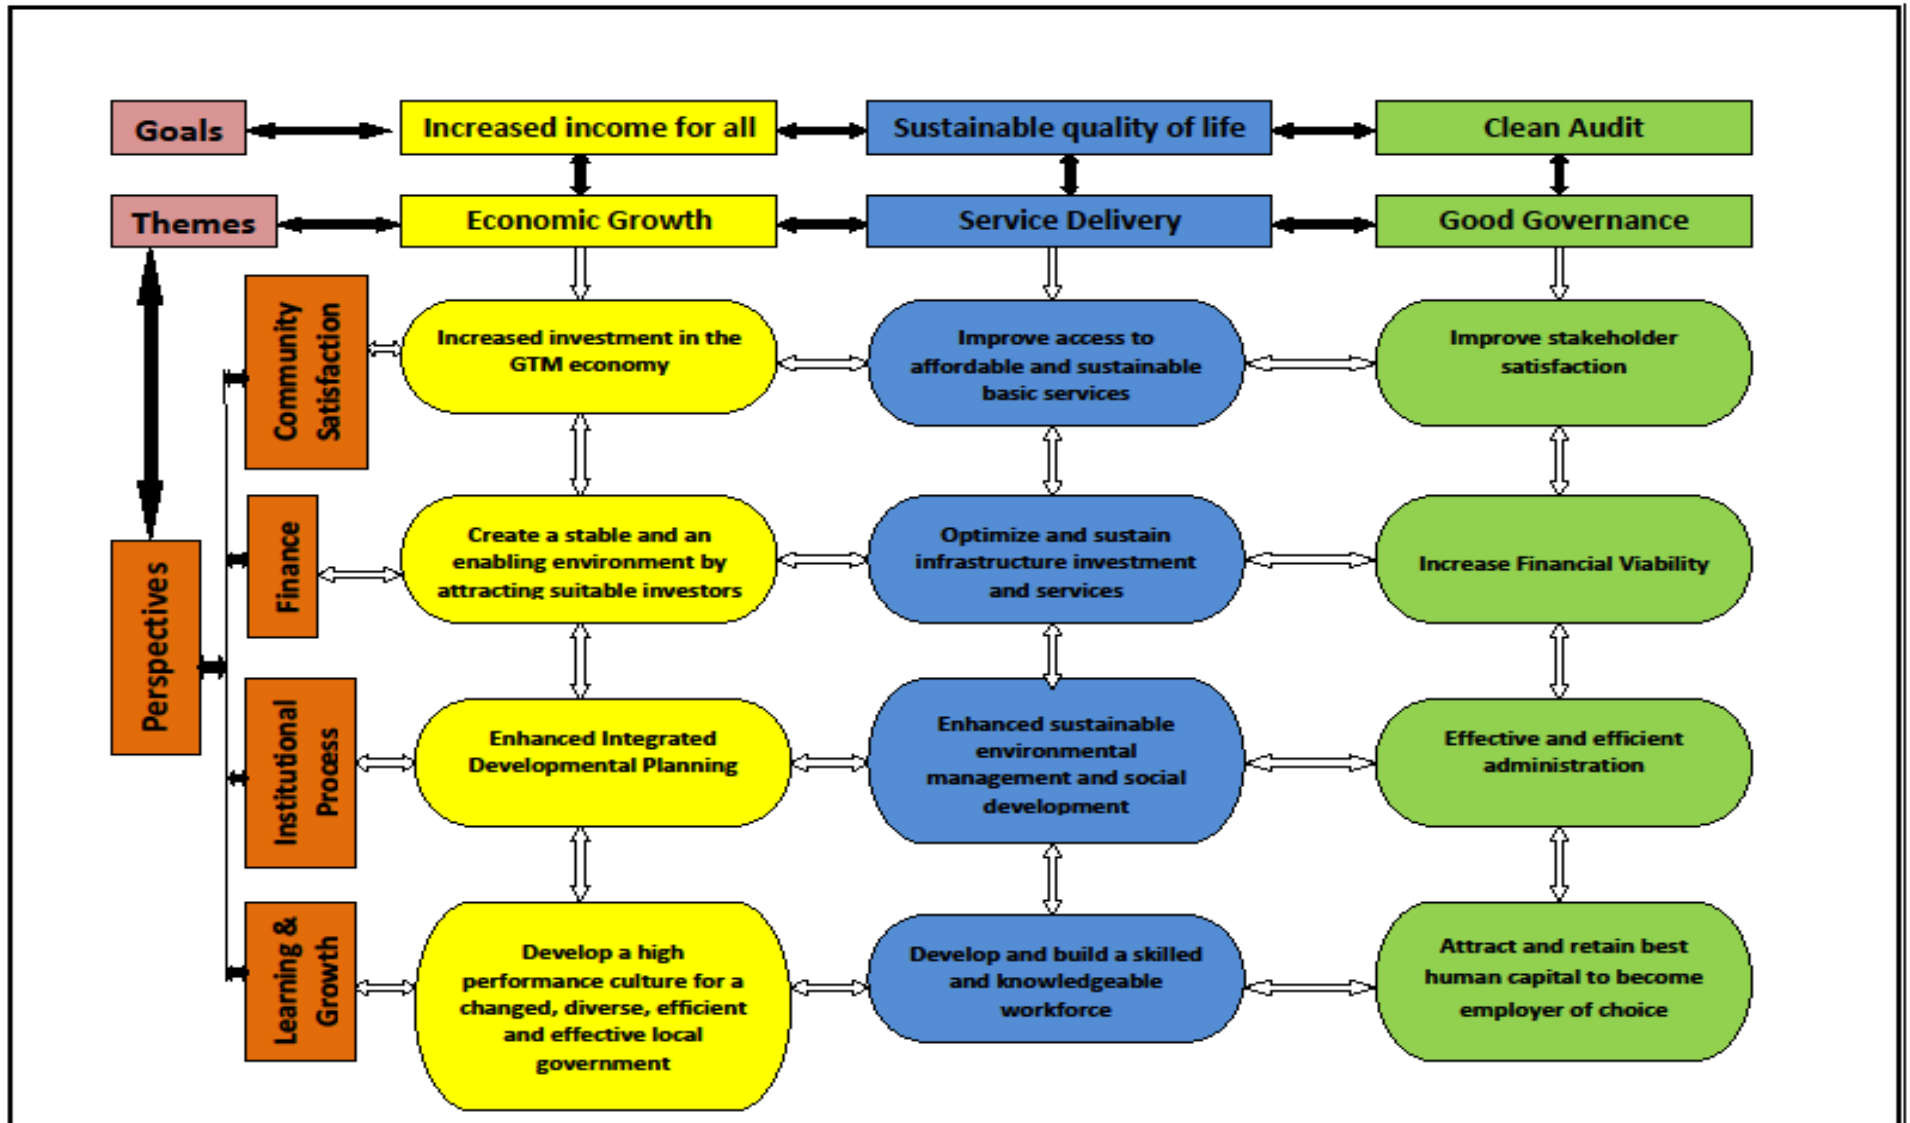 Goals
Increased income for all
Sustainable quality of life
Clean Audit
Themes
Economic Growth
Service Delivery
Good Governance
Perspectives
Community
Satisfaction
Increased investment in the
GTM economy
Improve access to
affordable and sustainable
basic services
Improve stakeholder
satisfaction
Finance
Create a stable and an
enabling environment by
attracting suitable investors
Optimize and sustain
infrastructure investment
and services
Increase Financial Viability
Institutional
Process
Enhanced Integrated
Developmental Planning
Enhanced sustainable
environmental
management and social
development
Effective and efficient
administration
Learning &
Growth
Develop a high
performance culture for a
changed, diverse, efficient
and effective local
government
Develop and build a skilled
and knowledgeable
workforce
Attract and retain best
human capital to become
employer of choice